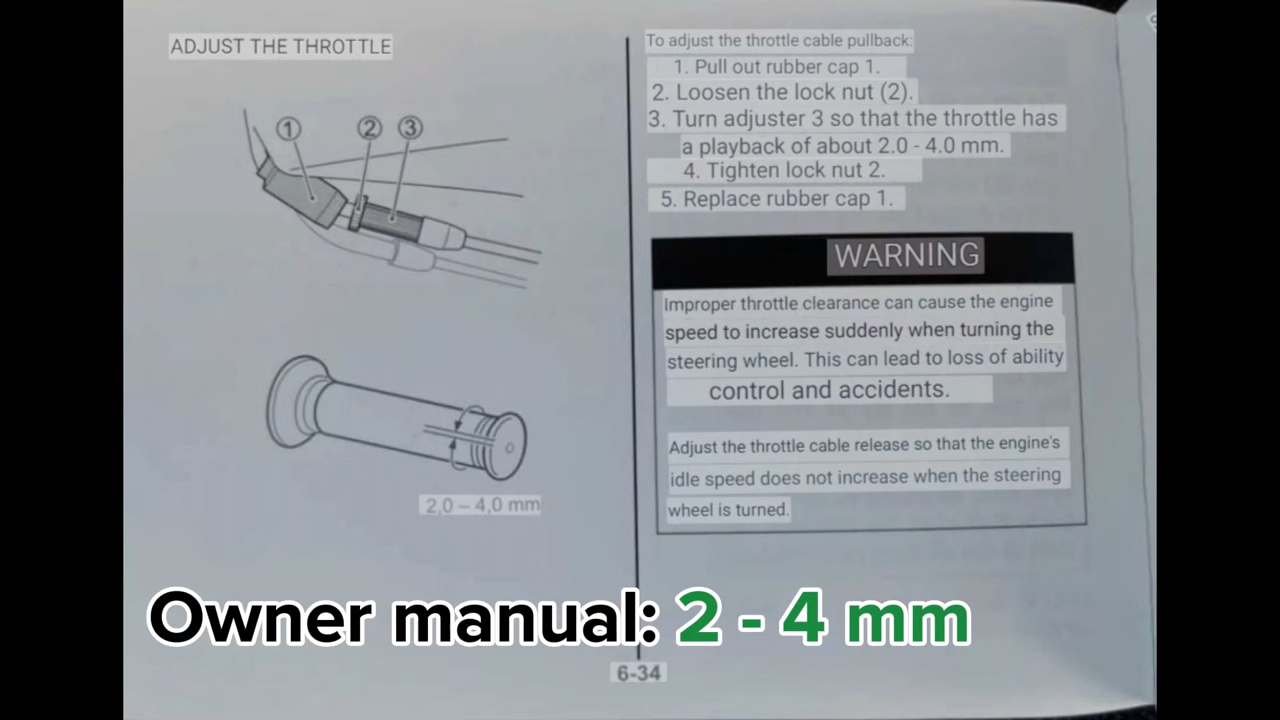 ADJUST THE THROTTLE
1 2 3
2,0 – 4,0 mm
To adjust the throttle cable pullback:
1. Pull out rubber cap 1.
2. Loosen the lock nut (2).
3. Turn adjuster 3 so that the throttle has
a playback of about 2.0 - 4.0 mm.
4. Tighten lock nut 2.
5. Replace rubber cap 1.
WARNING
Improper throttle clearance can cause the engine
speed to increase suddenly when turning the
steering wheel. This can lead to loss of ability
control and accidents.
Adjust the throttle cable release so that the engine's
idle speed does not increase when the steering
wheel is turned.
Owner manual: 2 - 4 mm
6-34